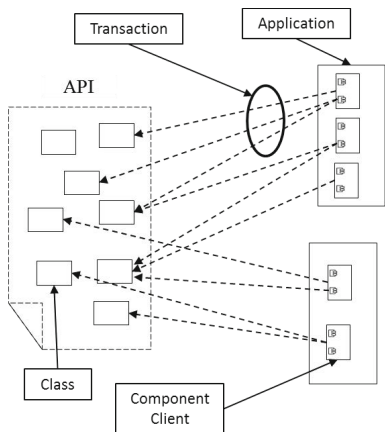 Transaction
Application
API
Class
Component
Client